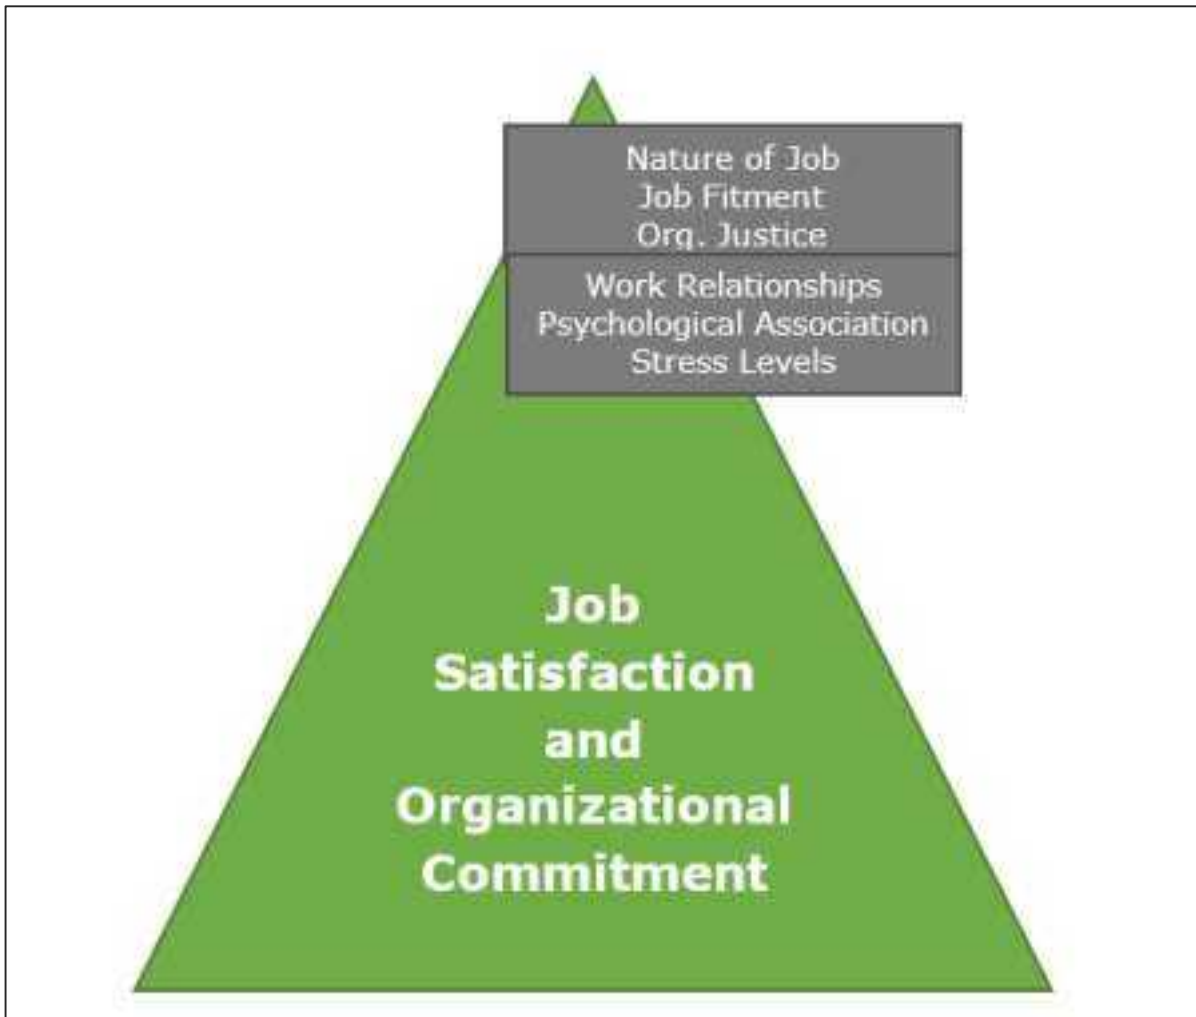 Nature of Job
Job Fitment
Org. Justice
Work Relationships
Psychological Association
Stress Levels
Job
Satisfaction
and
Organizational
Commitment